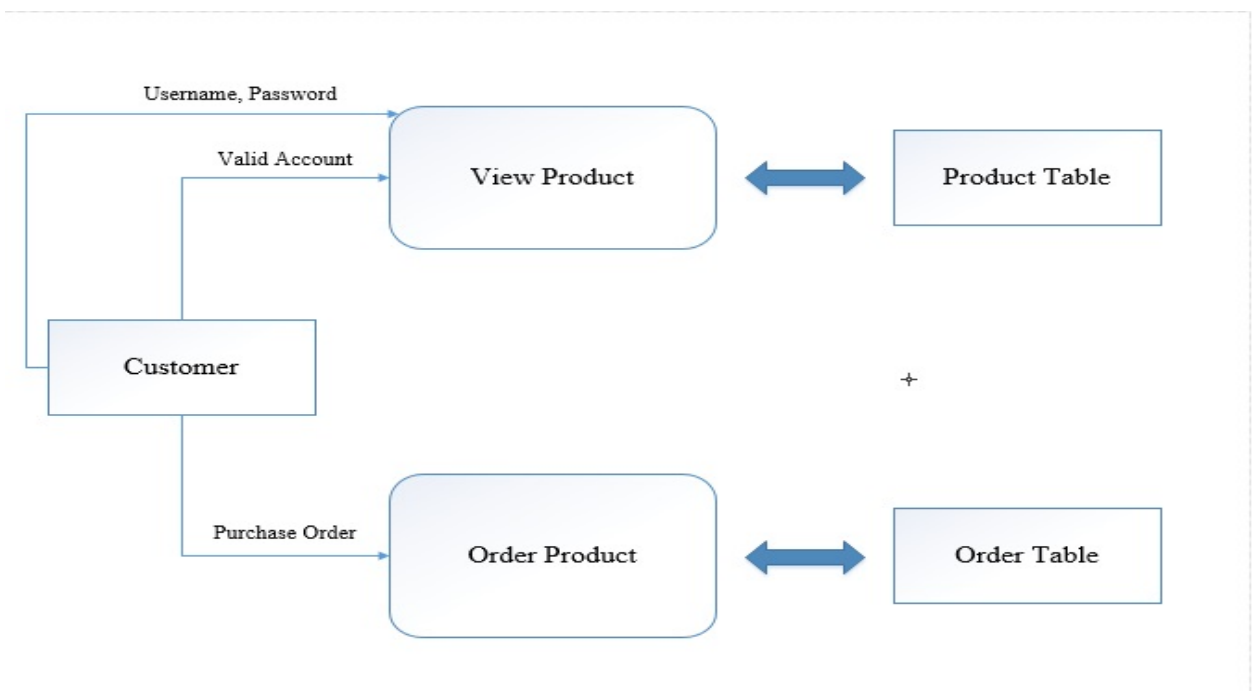 Username, Password
Valid Account
View Product
Product Table
Customer
Purchase Order
Order Product
Order Table